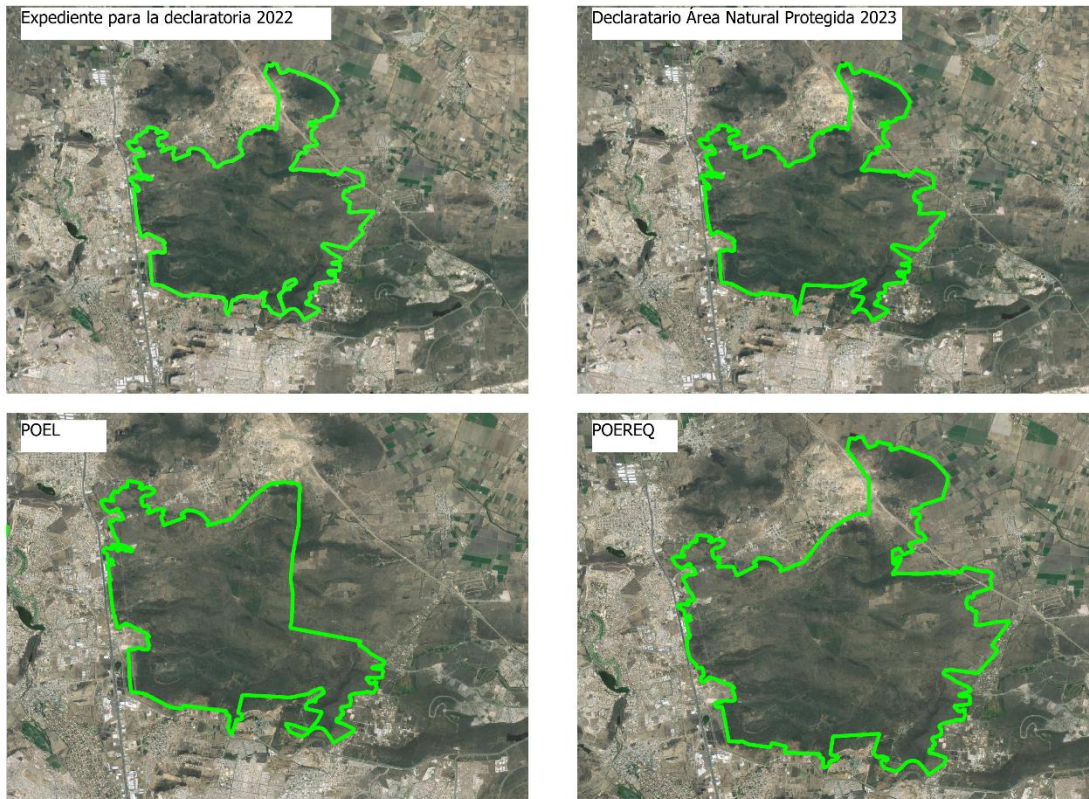 Expediente para la declaratoria 2022
Declaratario Área Natural Protegida 2023
POEL
POEREQ